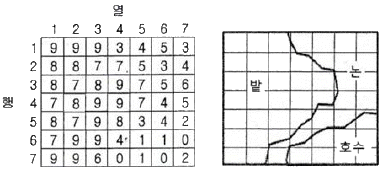 열
1 2 3 4 5 6 7
1 9 9 9 3 4 5 3
2 8 8 7 7 5 3 4
3 8 7 8 9 7 5 6
행
4 7 8 9 9 7 4 5
5 8 7 9 8 3 4 2
6 7 9 9 4 1 1 0
7 9 9 6 0 1 0 2
논
밭
호수